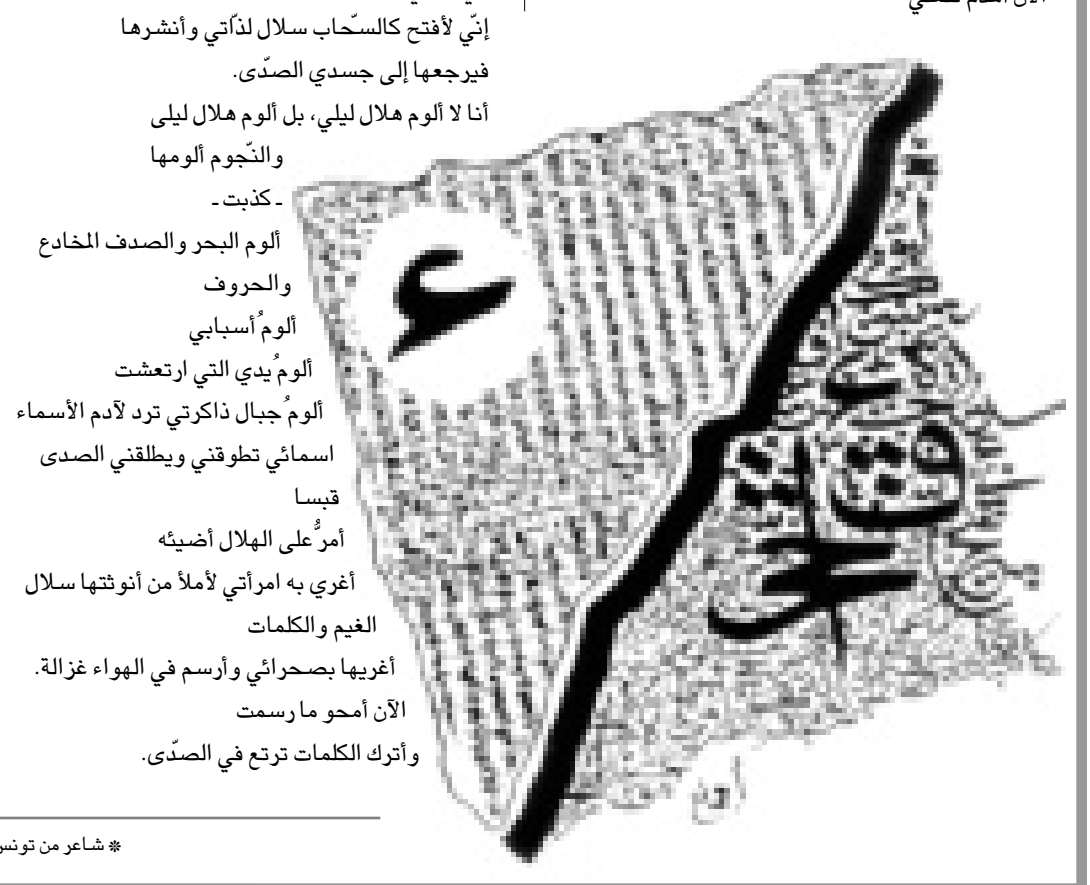 إنّي لأفتح كالسّحاب سلال لذّاتي وأنشرها
فيرجعها إلى جسدي الصدّى.
أنا لا ألوم هلال ليلي، بل ألوم هلال ليلى
والنّجوم ألومها
ـ كذبت ـ
ألوم البحر والصدف المخادع
والحروف
ألومُ أسبابي
ألومُ يدي التي ارتعشت
ألومُ جبال ذاكرتي ترد لآدم الأسماء
اسمائي تطوقني ويطلقني الصدى
قبسا
أمرُّ على الهلال أضيئه
أغري به امرأتي لأملأ من أنوثتها سلال
الغيم والكلمات
أغريها بصحرائي وأرسم في الهواء غزالة.
الآن أمحو ما رسمت
وأترك الكلمات ترتع في الصدّى.
* شاعر من تونس